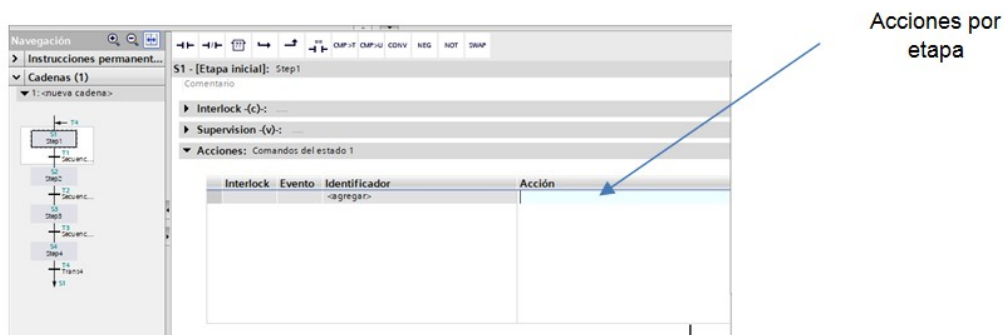 Acciones por
etapa
Navegación
Instrucciones permanent...
Cadenas (1)
1: <nueva cadena>
T4
S1
Step1
T1
Secuenc...
S2
Step2
T2
Secuenc...
S3
Step3
T3
Secuenc...
S4
Step4
T4
Trans4
S1
CMP>T CMP>U CONV NEG NOT SWAP
S1 - [Etapa inicial]: Step1
Comentario
Interlock -(c)-: .....
Supervision -(v)-: .....
Acciones: Comandos del estado 1
Interlock Evento Identificador Acción
<agregar>